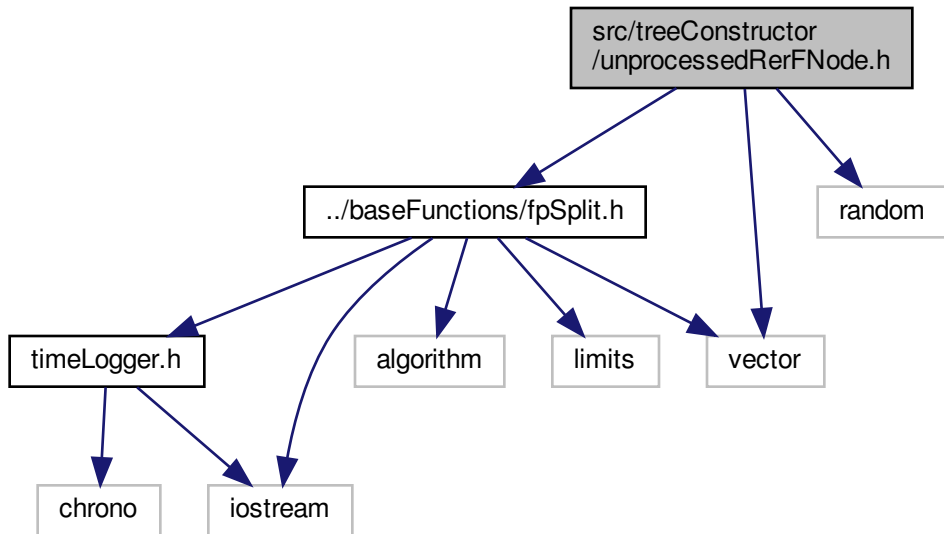 src/treeConstructor
/unprocessedRerFNode.h
../baseFunctions/fpSplit.h
random
timeLogger.h
algorithm
limits
vector
chrono
iostream